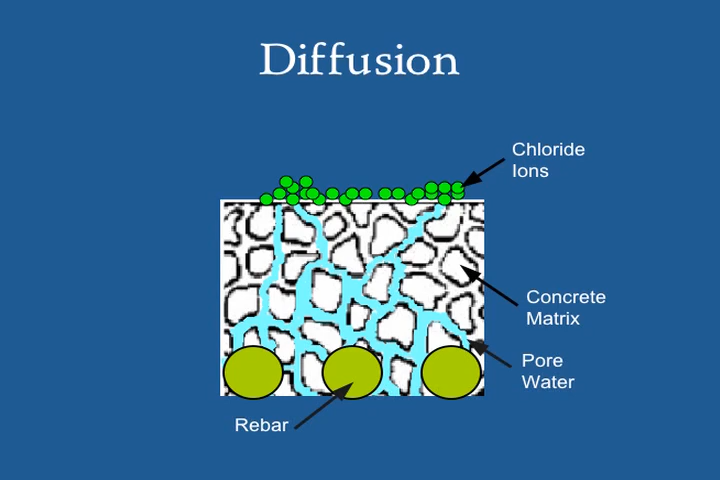 Diffusion
Chloride
Ions
Concrete
Matrix
Pore
Water
Rebar